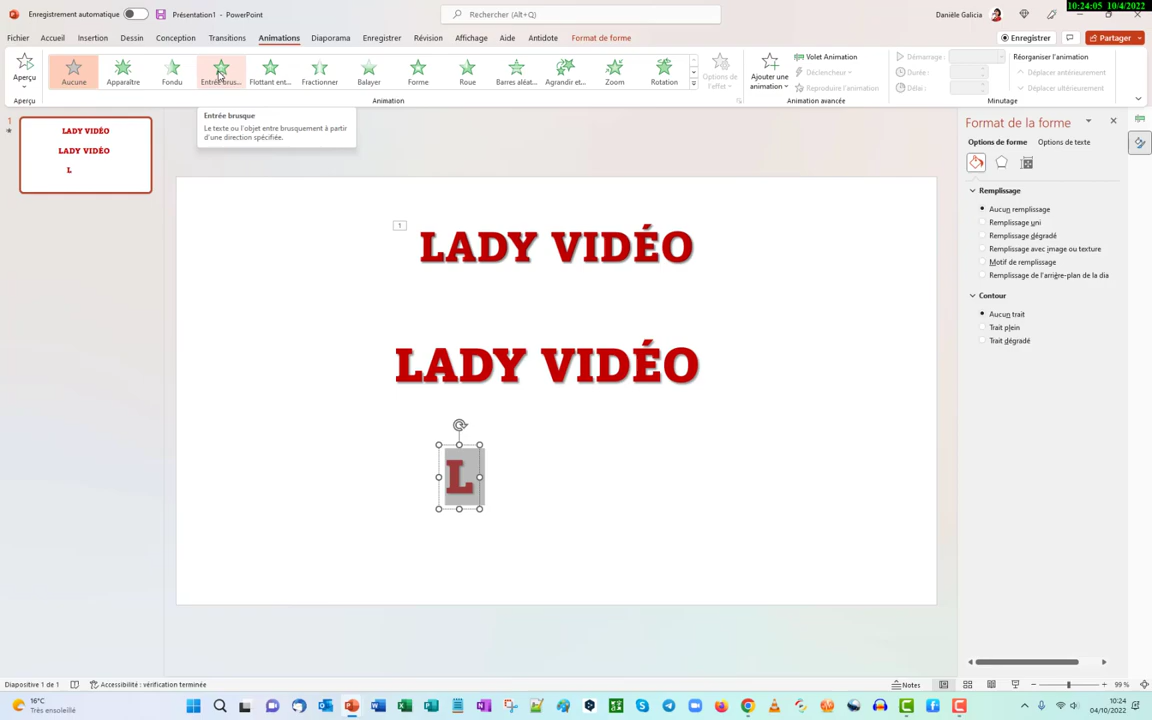 Enregistrement automatique
Présentation1 - PowerPoint
Rechercher (Alt+Q)
Danièle Galicia
10:24:05 10/4/2022
Fichier Accueil Insertion Dessin Conception Transitions Animations Diaporama Enregistrer Révision Affichage Aide Antidote Format de forme
Enregistrer Partager
Aperçu
Aucune Apparaître Fondu Entrée brus... Flottant ent... Fractionner Balayer Forme Roue Barres aléat... Agrandir et... Zoom Rotation
Options de l'effet
Ajouter une animation
Volet Animation
Déclencheur
Reproduire l'animation
Démarrage :
Durée :
Délai :
Réorganiser l'animation
Déplacer antérieurement
Déplacer ultérieurement
Aperçu Animation Animation avancée Minutage
Entrée brusque
Le texte ou l'objet entre brusquement à partir
d'une direction spécifiée.
1
LADY VIDÉO
LADY VIDÉO
L
1
LADY VIDÉO
LADY VIDÉO
L
Format de la forme
Options de forme Options de texte
Remplissage
Aucun remplissage
Remplissage uni
Remplissage dégradé
Remplissage avec image ou texture
Motif de remplissage
Remplissage de l'arrière-plan de la dia
Contour
Aucun trait
Trait plein
Trait dégradé
Diapositive 1 de 1
Accessibilité : vérification terminée
Notes
99 %
16°C
Très ensoleillé
10:24
04/10/2022